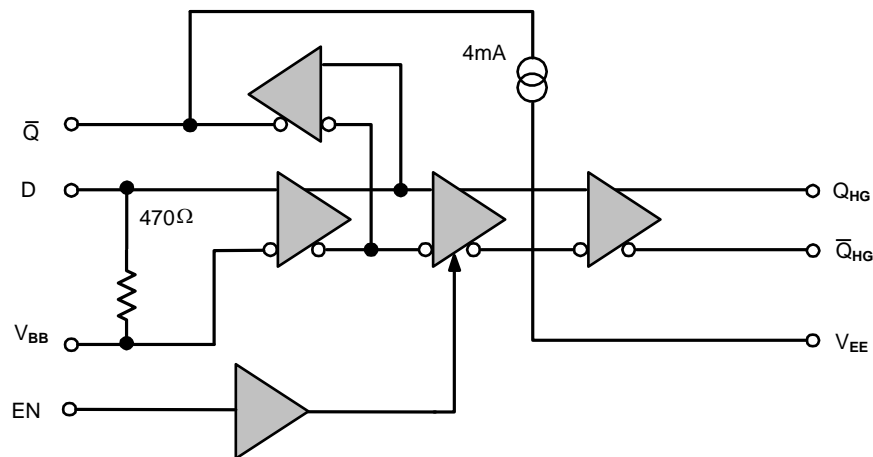 4mA
Q̅
D
Q_HG
470Ω
Q̅_HG
V_BB
V_EE
EN